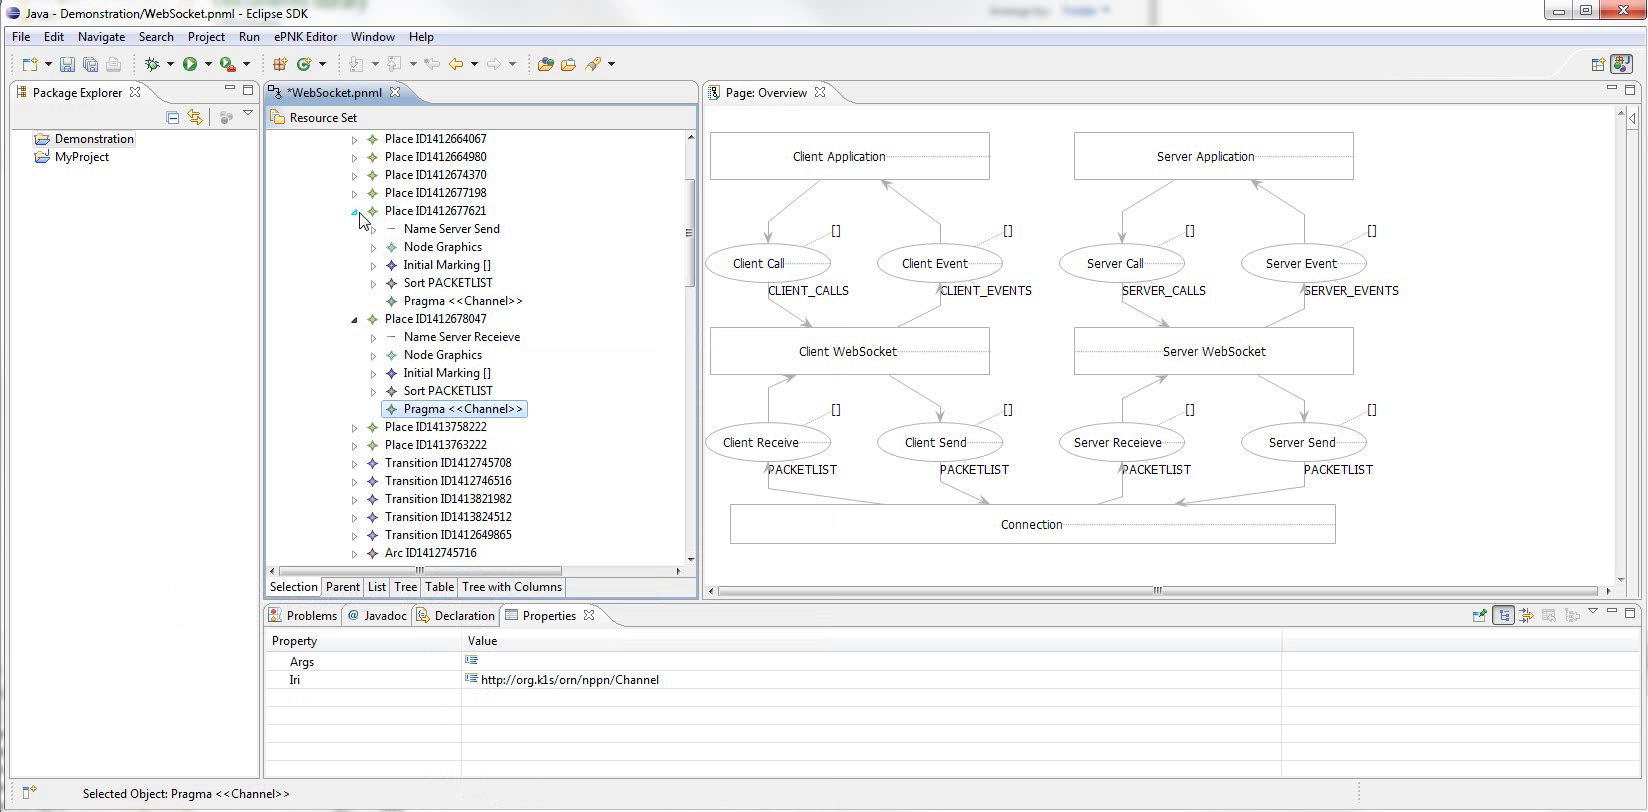 Java - Demonstration/WebSocket.pnml - Eclipse SDK
File Edit Navigate Search Project Run ePNK Editor Window Help
Package Explorer
Demonstration
MyProject
*WebSocket.pnml
Resource Set
Place ID1412664067
Place ID1412664980
Place ID1412674370
Place ID1412677198
Place ID1412677621
Name Server Send
Node Graphics
Initial Marking []
Sort PACKETLIST
Pragma <<Channel>>
Place ID1412678047
Name Server Receieve
Node Graphics
Initial Marking []
Sort PACKETLIST
Pragma <<Channel>>
Place ID1413758222
Place ID1413763222
Transition ID1412745708
Transition ID1412746516
Transition ID1413821982
Transition ID1413824512
Transition ID1412649865
Arc ID1412745716
Selection Parent List Tree Table Tree with Columns
Page: Overview
Client Application Server Application
[] [] [] []
Client Call Client Event Server Call Server Event
CLIENT_CALLS CLIENT_EVENTS SERVER_CALLS SERVER_EVENTS
Client WebSocket Server WebSocket
[] [] [] []
Client Receive Client Send Server Receieve Server Send
PACKETLIST PACKETLIST PACKETLIST PACKETLIST
Connection
Problems @ Javadoc Declaration Properties
Property Value
Args
Iri http://org.k1s/orn/nppn/Channel
Selected Object: Pragma <<Channel>>